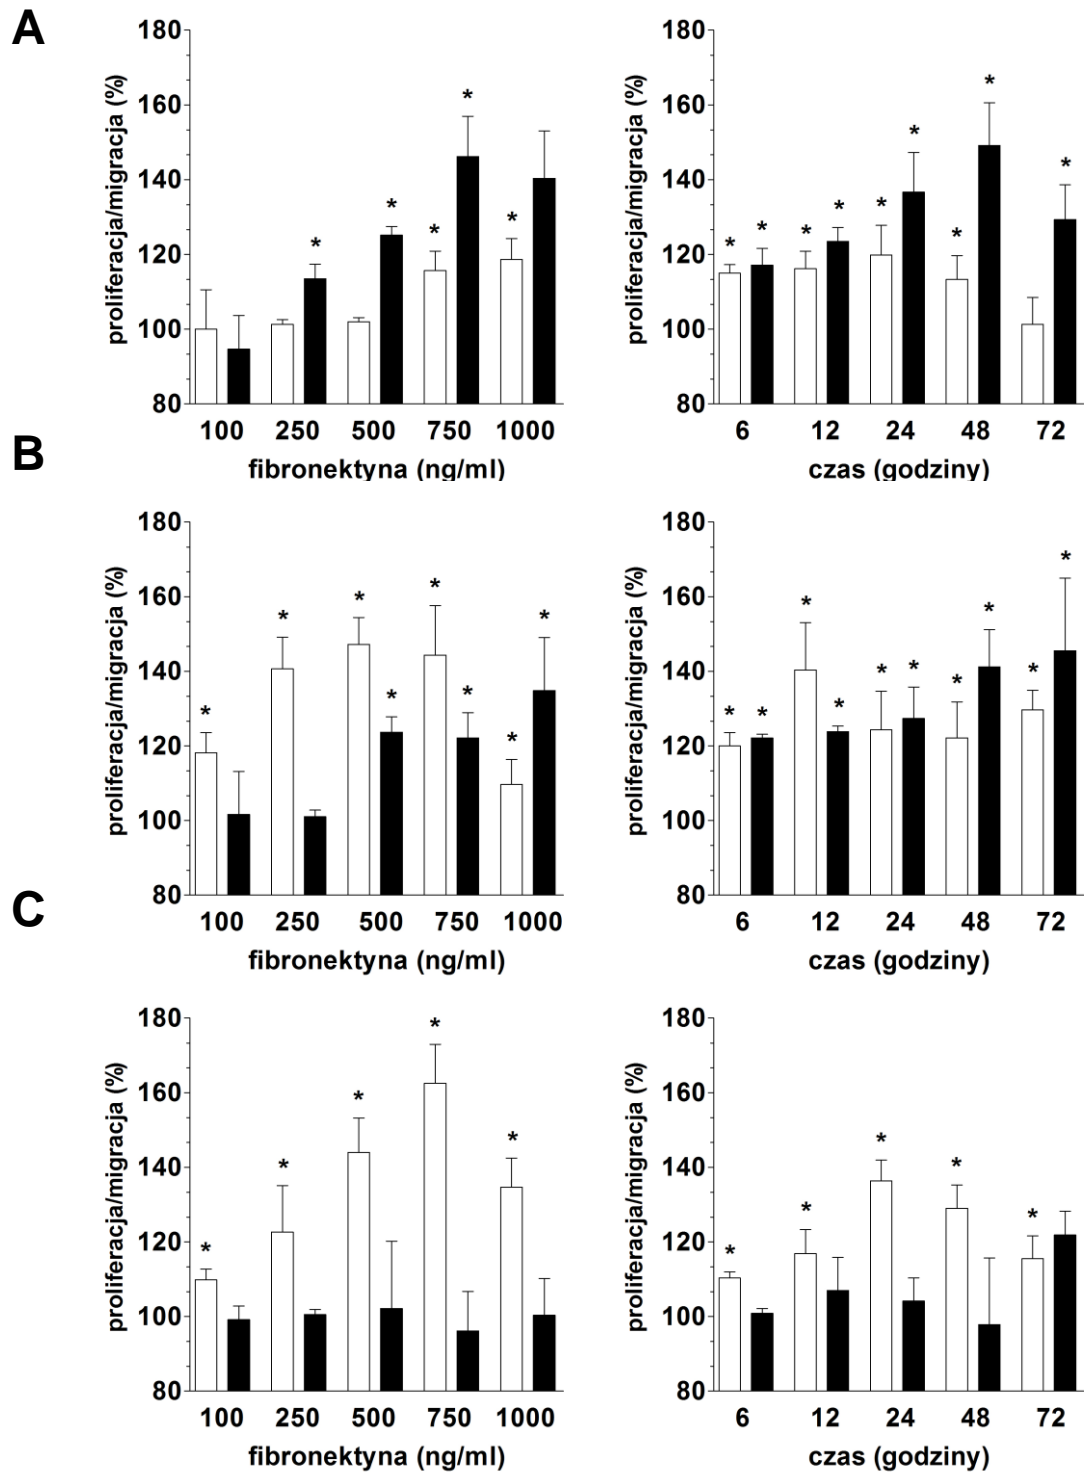 A
proliferacja/migracja (%)
180
160
140
120
100
80
* * * * * *
100 250 500 750 1000
fibronektyna (ng/ml)
proliferacja/migracja (%)
180
160
140
120
100
80
* * * * * * * * *
6 12 24 48 72
czas (godziny)
B
proliferacja/migracja (%)
180
160
140
120
100
80
* * * * * * * *
100 250 500 750 1000
fibronektyna (ng/ml)
proliferacja/migracja (%)
180
160
140
120
100
80
* * * * * * * * * *
6 12 24 48 72
czas (godziny)
C
proliferacja/migracja (%)
180
160
140
120
100
80
* * * * *
100 250 500 750 1000
fibronektyna (ng/ml)
proliferacja/migracja (%)
180
160
140
120
100
80
* * * * *
6 12 24 48 72
czas (godziny)